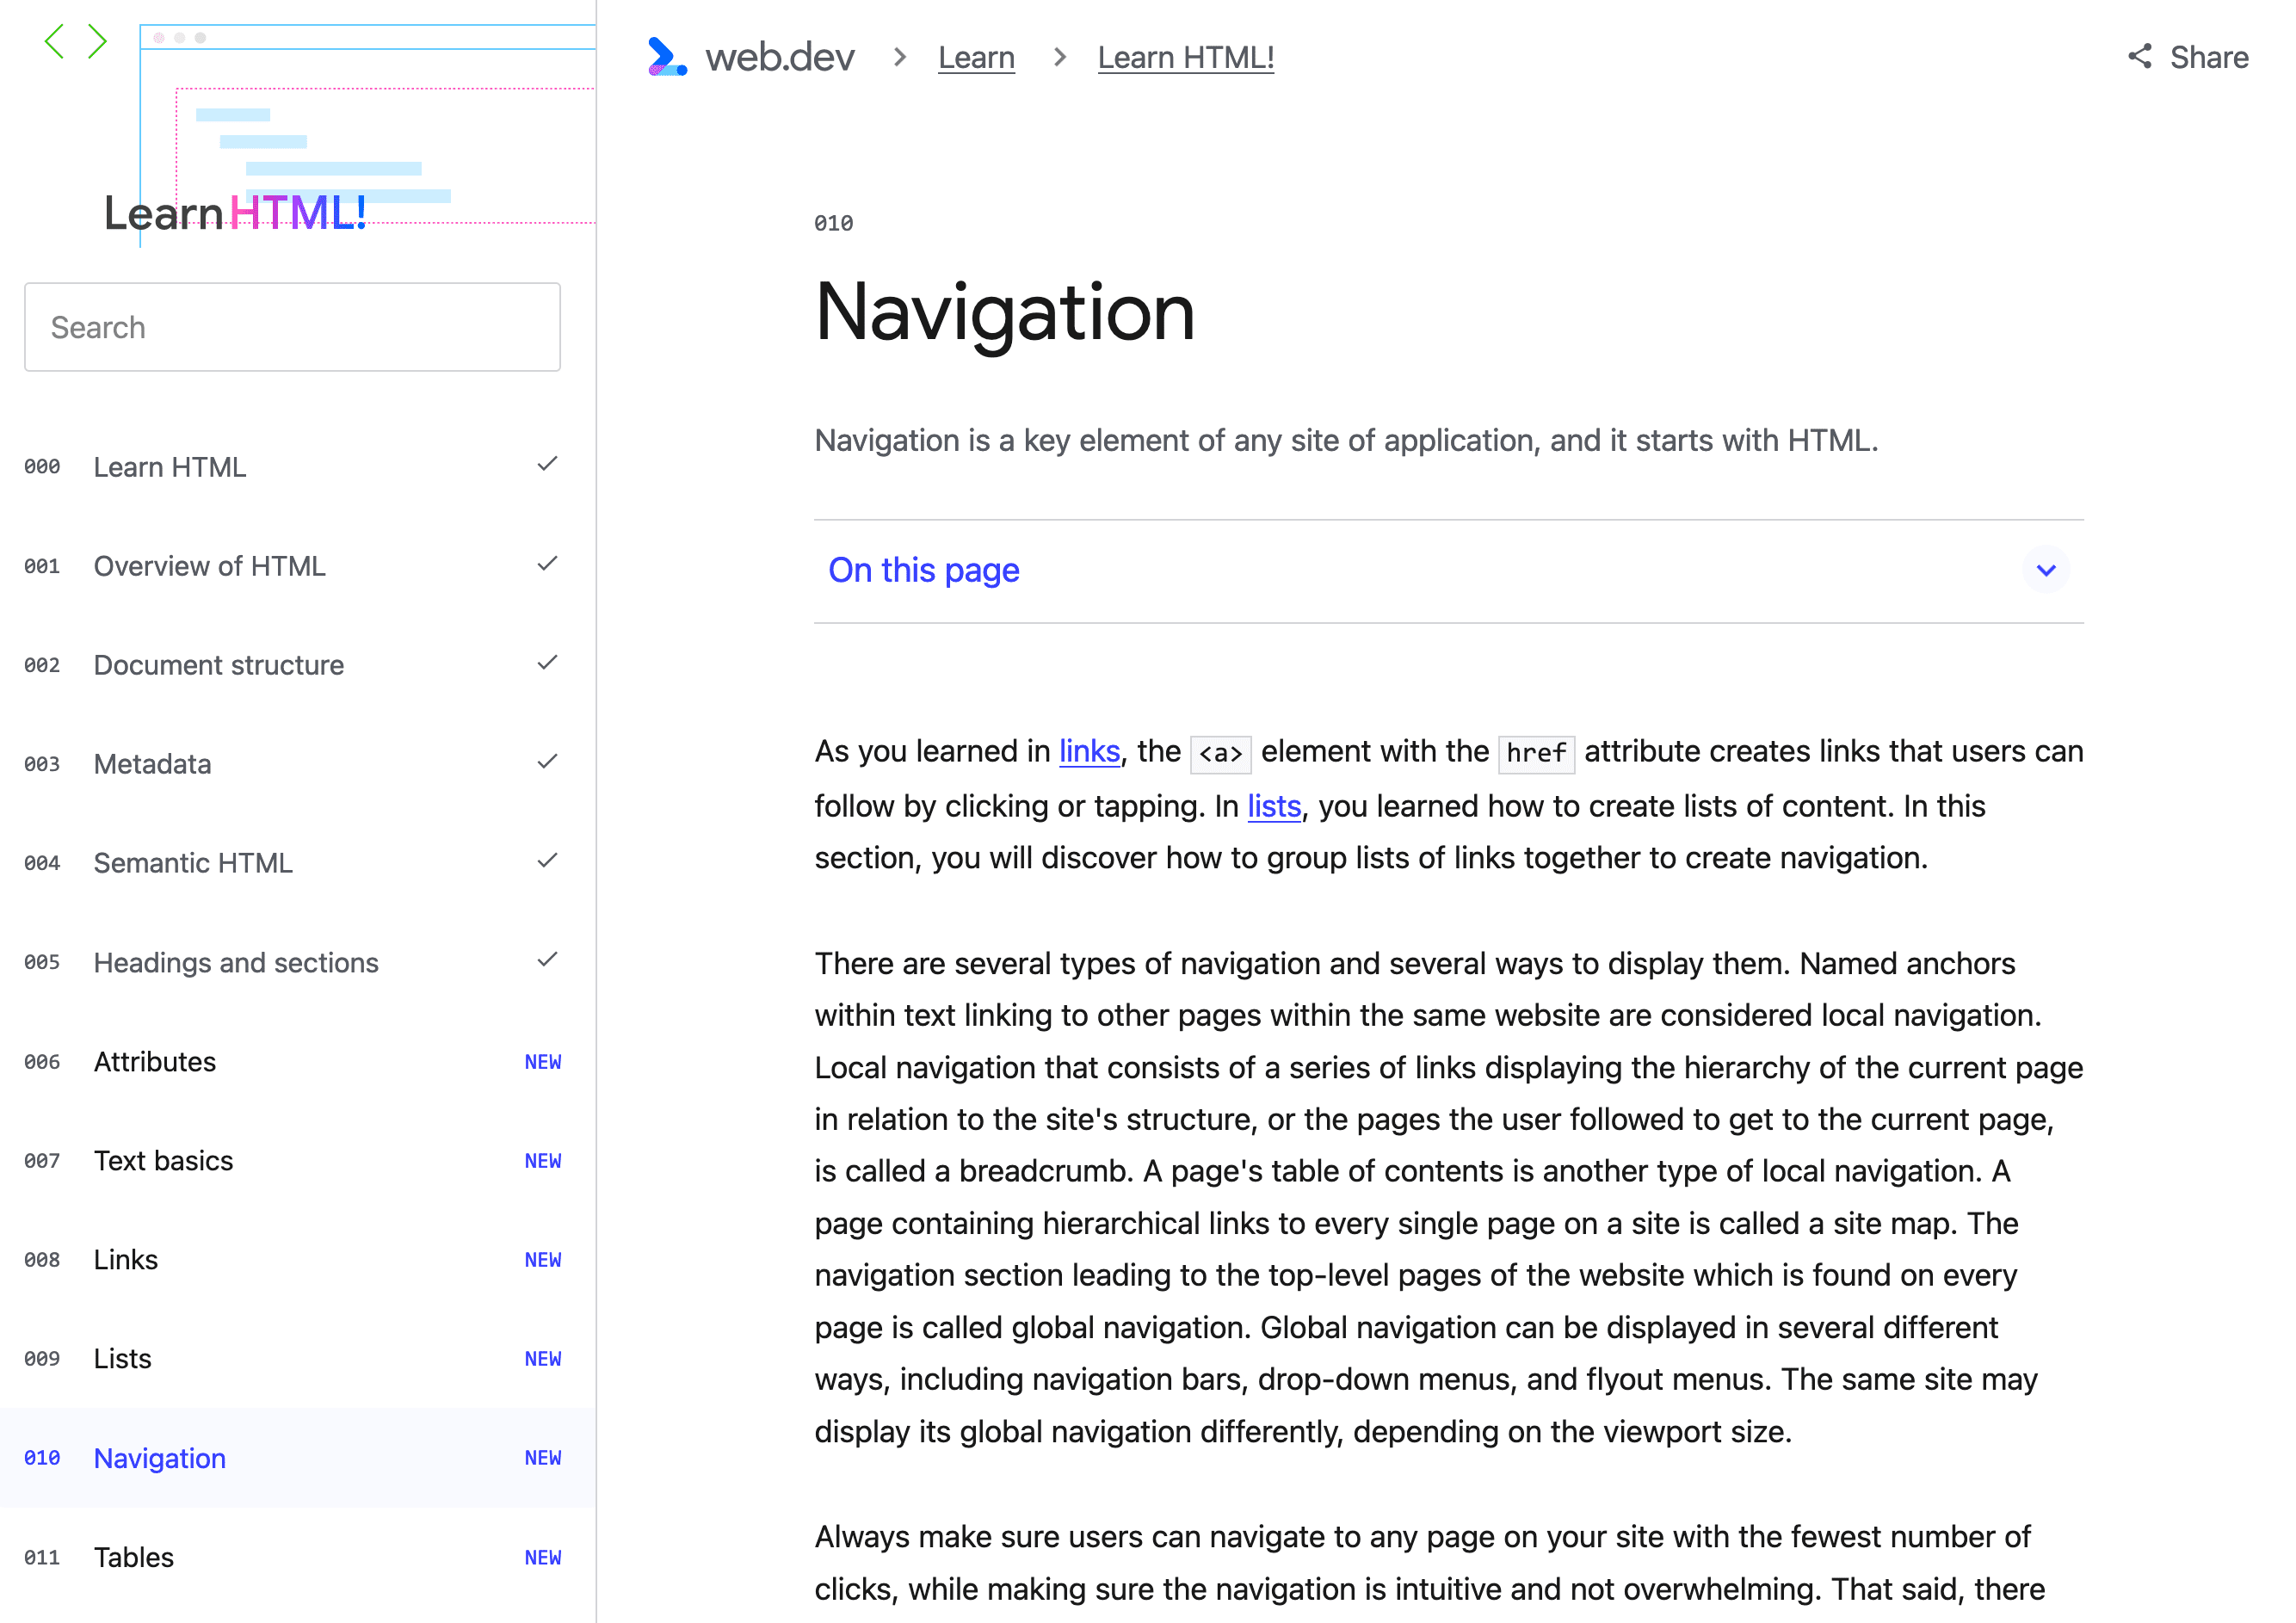 Learn HTML!
Search
000 Learn HTML
001 Overview of HTML
002 Document structure
003 Metadata
004 Semantic HTML
005 Headings and sections
006 Attributes NEW
007 Text basics NEW
008 Links NEW
009 Lists NEW
010 Navigation NEW
011 Tables NEW
web.dev > Learn > Learn HTML! Share
010
Navigation
Navigation is a key element of any site of application, and it starts with HTML.
On this page
As you learned in links, the <a> element with the href attribute creates links that users can
follow by clicking or tapping. In lists, you learned how to create lists of content. In this
section, you will discover how to group lists of links together to create navigation.
There are several types of navigation and several ways to display them. Named anchors
within text linking to other pages within the same website are considered local navigation.
Local navigation that consists of a series of links displaying the hierarchy of the current page
in relation to the site's structure, or the pages the user followed to get to the current page,
is called a breadcrumb. A page's table of contents is another type of local navigation. A
page containing hierarchical links to every single page on a site is called a site map. The
navigation section leading to the top-level pages of the website which is found on every
page is called global navigation. Global navigation can be displayed in several different
ways, including navigation bars, drop-down menus, and flyout menus. The same site may
display its global navigation differently, depending on the viewport size.
Always make sure users can navigate to any page on your site with the fewest number of
clicks, while making sure the navigation is intuitive and not overwhelming. That said, there